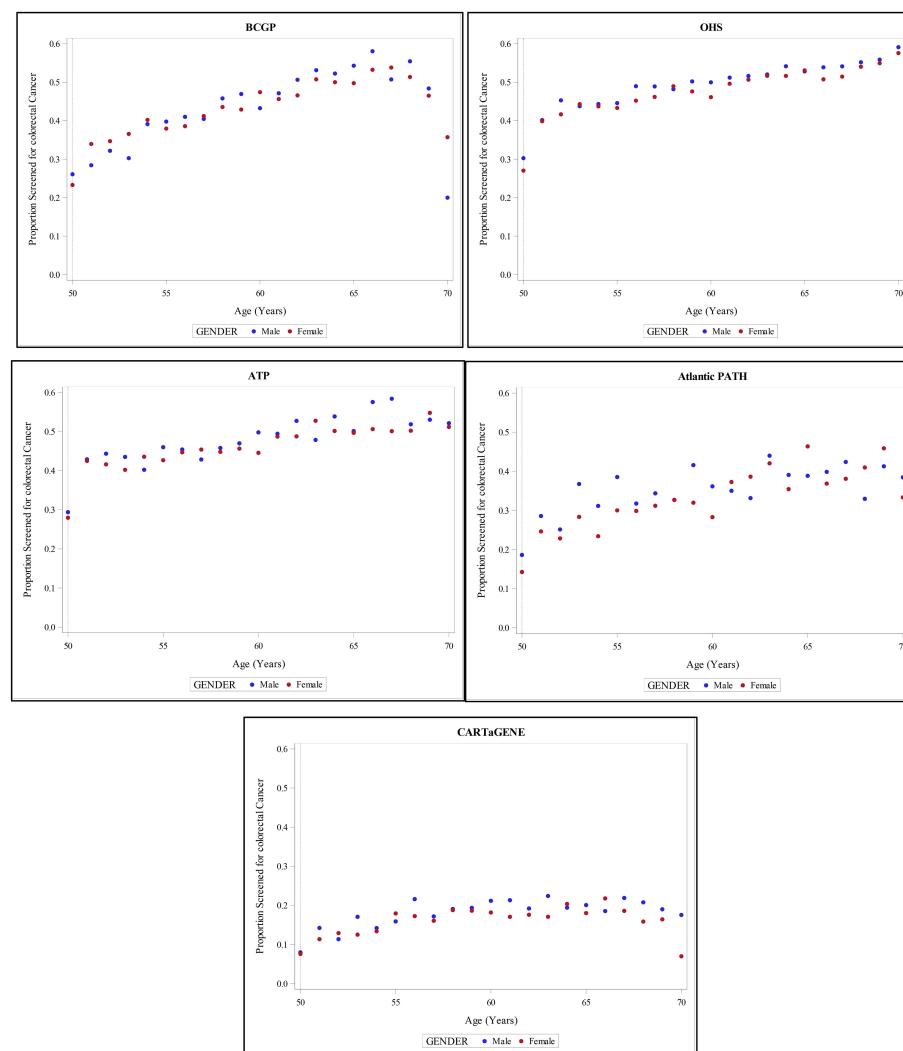 BCGP
0.6
0.5
0.4
0.3
0.2
0.1
0.0
Proportion Screened for colorectal Cancer
50 55 60 65 70
Age (Years)
GENDER Male Female
OHS
0.6
0.5
0.4
0.3
0.2
0.1
0.0
Proportion Screened for colorectal Cancer
50 55 60 65 70
Age (Years)
GENDER Male Female
ATP
0.6
0.5
0.4
0.3
0.2
0.1
0.0
Proportion Screened for colorectal Cancer
50 55 60 65 70
Age (Years)
GENDER Male Female
Atlantic PATH
0.6
0.5
0.4
0.3
0.2
0.1
0.0
Proportion Screened for colorectal Cancer
50 55 60 65 70
Age (Years)
GENDER Male Female
CARTaGENE
0.6
0.5
0.4
0.3
0.2
0.1
0.0
Proportion Screened for colorectal Cancer
50 55 60 65 70
Age (Years)
GENDER Male Female